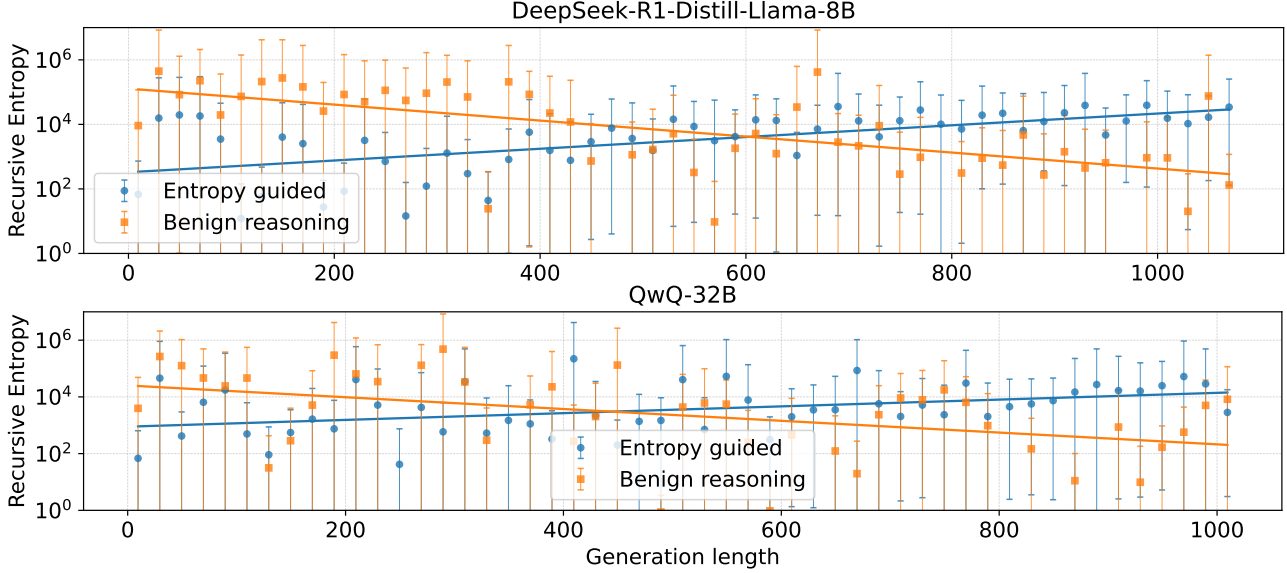 DeepSeek-R1-Distill-Llama-8B
Recursive Entropy
10^6
10^4
10^2
10^0
Entropy guided
Benign reasoning
0 200 400 600 800 1000
QwQ-32B
Recursive Entropy
10^6
10^4
10^2
10^0
Entropy guided
Benign reasoning
0 200 400 600 800 1000
Generation length